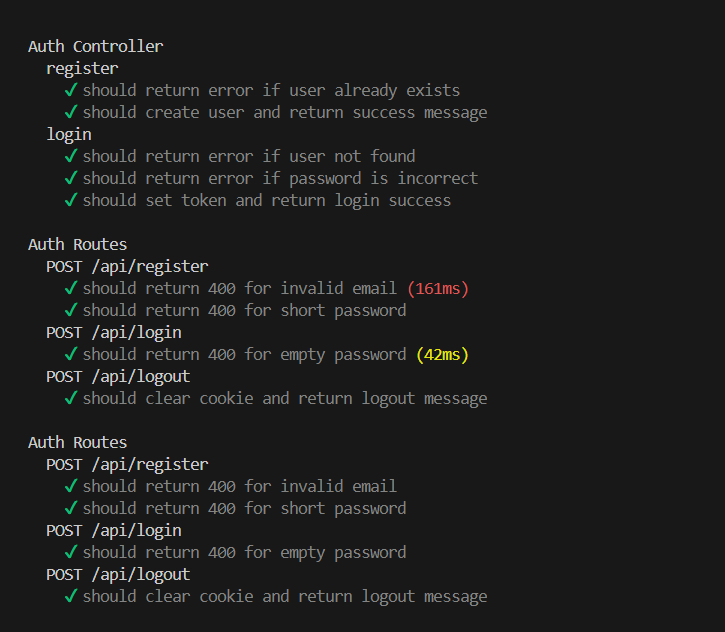 Auth Controller
register
✓ should return error if user already exists
✓ should create user and return success message
login
✓ should return error if user not found
✓ should return error if password is incorrect
✓ should set token and return login success
Auth Routes
POST /api/register
✓ should return 400 for invalid email (161ms)
✓ should return 400 for short password
POST /api/login
✓ should return 400 for empty password (42ms)
POST /api/logout
✓ should clear cookie and return logout message
Auth Routes
POST /api/register
✓ should return 400 for invalid email
✓ should return 400 for short password
POST /api/login
✓ should return 400 for empty password
POST /api/logout
✓ should clear cookie and return logout message